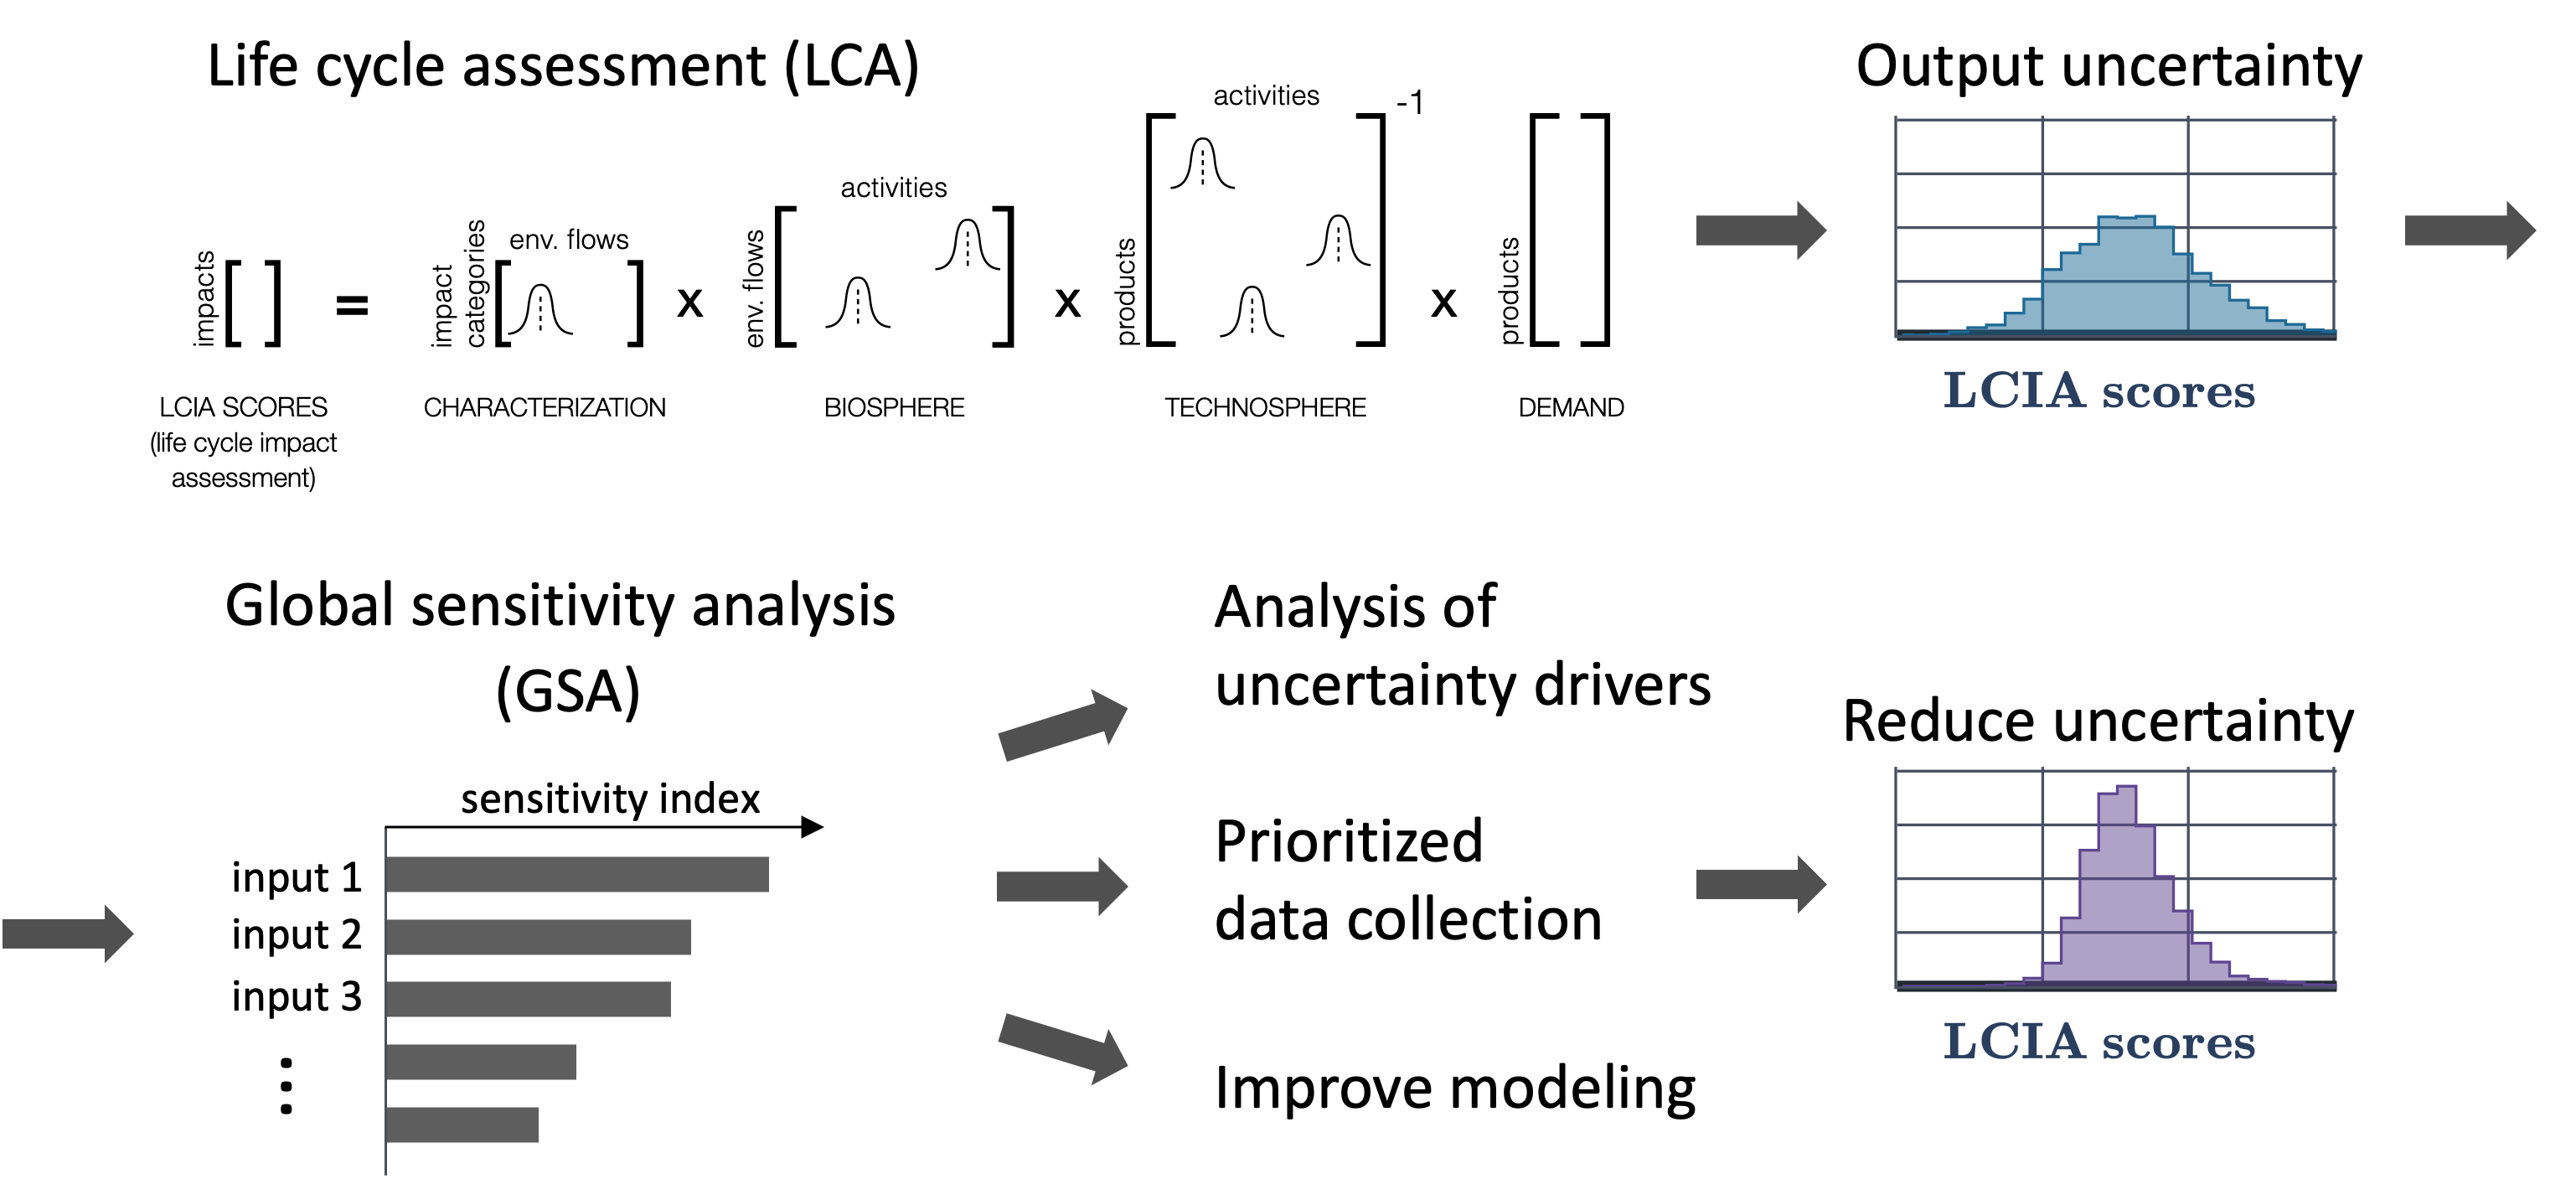 Life cycle assessment (LCA)
Output uncertainty
impacts
[ ]
=
impact
categories
env. flows
x
env. flows
activities
x
products
activities
-1
x
products
LCIA SCORES
(life cycle impact
assessment)
CHARACTERIZATION
BIOSPHERE
TECHNOSPHERE
DEMAND
LCIA scores
Global sensitivity analysis
(GSA)
sensitivity index
input 1
input 2
input 3
Analysis of
uncertainty drivers
Prioritized
data collection
Improve modeling
Reduce uncertainty
LCIA scores